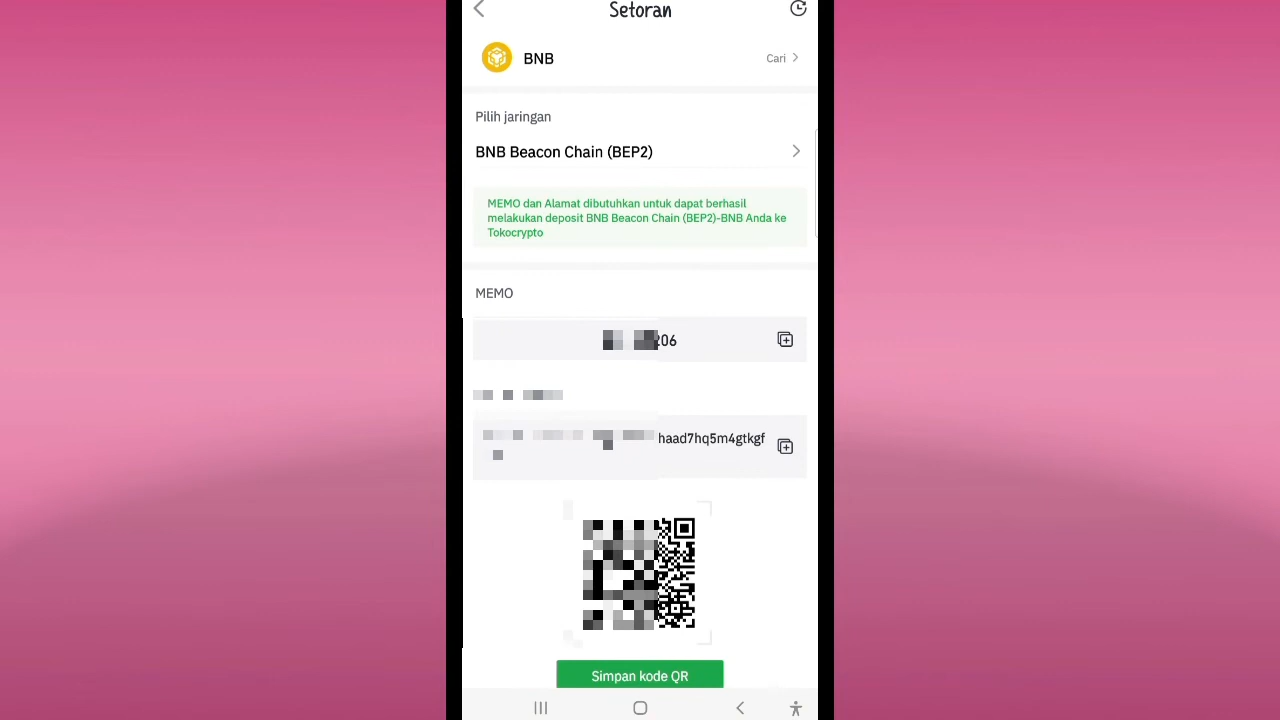 Setoran
BNB
Cari
Pilih jaringan
BNB Beacon Chain (BEP2)
MEMO dan Alamat dibutuhkan untuk dapat berhasil
melakukan deposit BNB Beacon Chain (BEP2)-BNB Anda ke
Tokocrypto
MEMO
206
haad7hq5m4gtkgf
Simpan kode QR